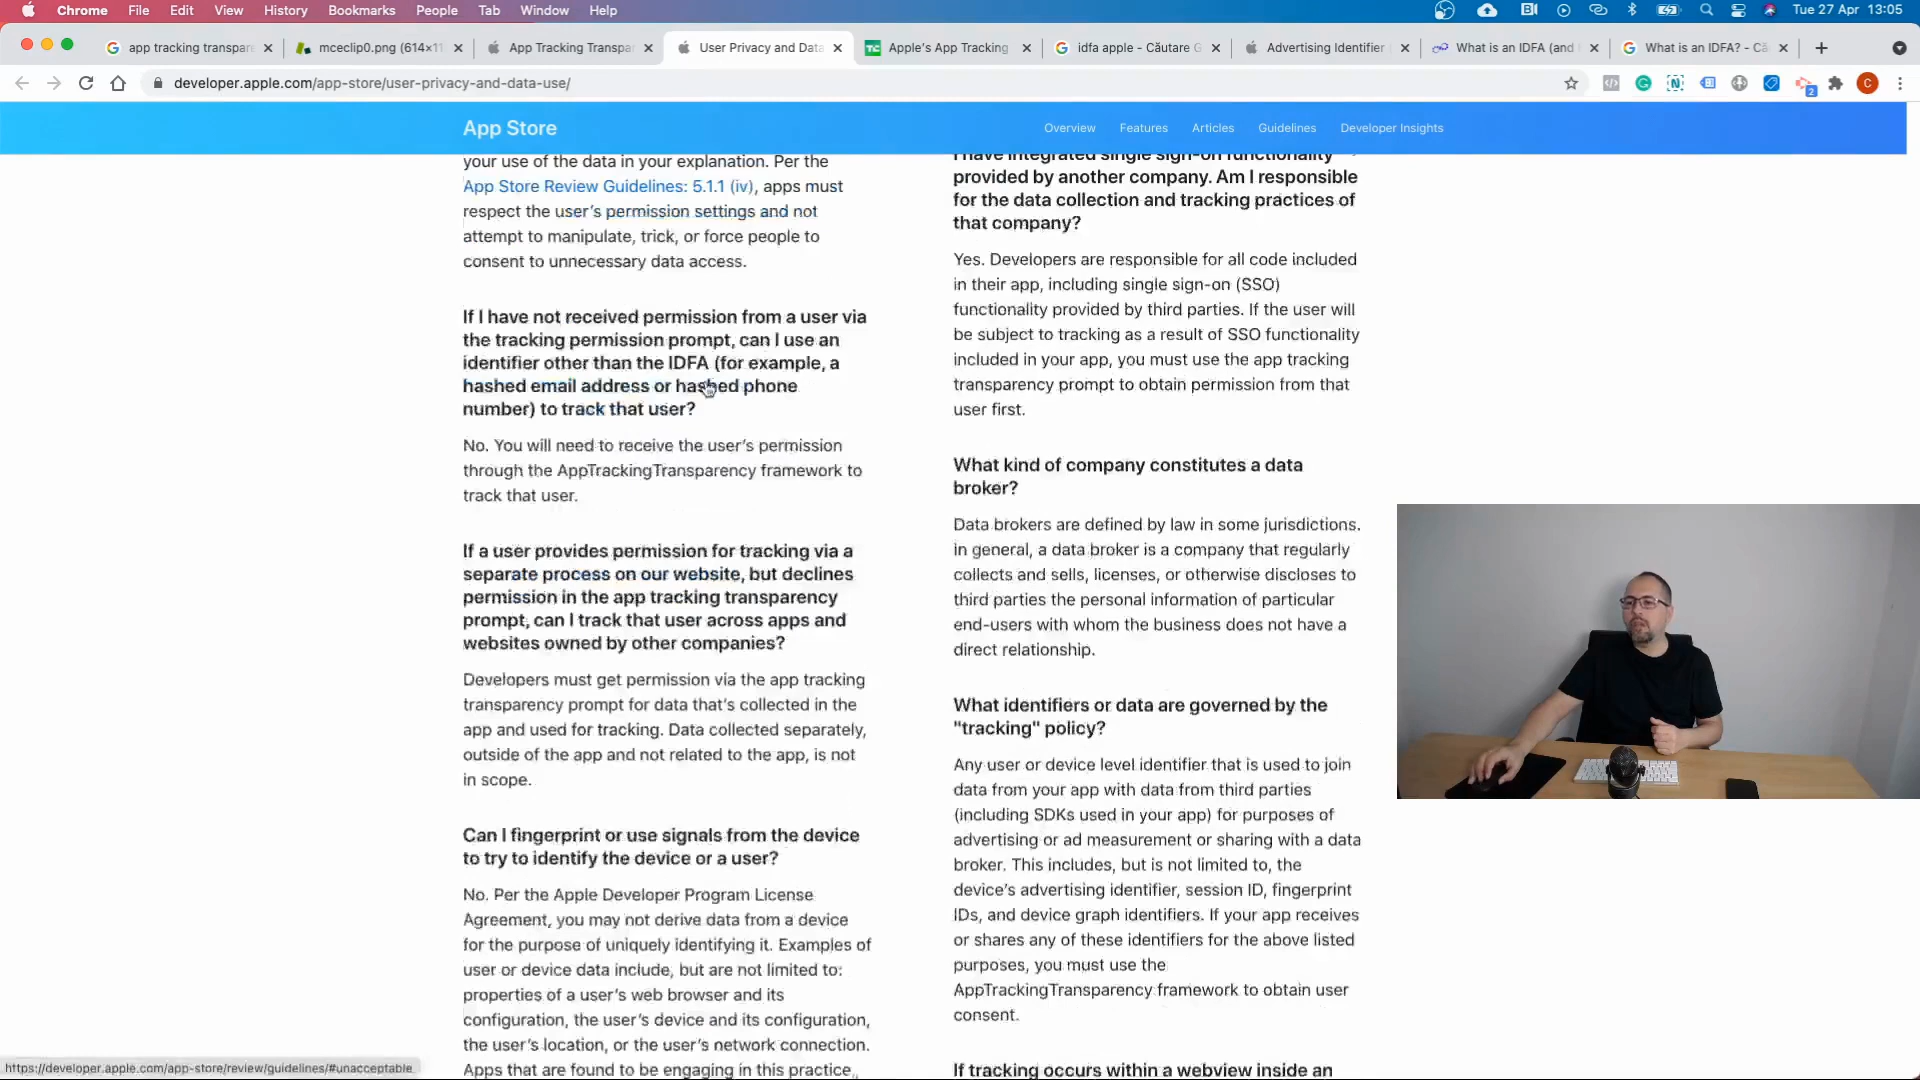 Chrome File Edit View History Bookmarks People Tab Window Help Tue 27 Apr 13:05
app tracking transpare
mceclip0.png (614×11
App Tracking Transpa
User Privacy and Data
Apple's App Tracking
idfa apple - Căutare G
Advertising Identifier
What is an IDFA (and
What is an IDFA? - Că
developer.apple.com/app-store/user-privacy-and-data-use/
C
2
App Store
Overview Features Articles Guidelines Developer Insights
your use of the data in your explanation. Per the
App Store Review Guidelines: 5.1.1 (iv), apps must
respect the user's permission settings and not
attempt to manipulate, trick, or force people to
consent to unnecessary data access.
If I have not received permission from a user via
the tracking permission prompt, can I use an
identifier other than the IDFA (for example, a
hashed email address or hashed phone
number) to track that user?
No. You will need to receive the user's permission
through the AppTrackingTransparency framework to
track that user.
If a user provides permission for tracking via a
separate process on our website, but declines
permission in the app tracking transparency
prompt, can I track that user across apps and
websites owned by other companies?
Developers must get permission via the app tracking
transparency prompt for data that's collected in the
app and used for tracking. Data collected separately,
outside of the app and not related to the app, is not
in scope.
Can I fingerprint or use signals from the device
to try to identify the device or a user?
No. Per the Apple Developer Program License
Agreement, you may not derive data from a device
for the purpose of uniquely identifying it. Examples of
user or device data include, but are not limited to:
properties of a user's web browser and its
configuration, the user's device and its configuration,
the user's location, or the user's network connection.
Apps that are found to be engaging in this practice,
I have integrated single sign-on functionality
provided by another company. Am I responsible
for the data collection and tracking practices of
that company?
Yes. Developers are responsible for all code included
in their app, including single sign-on (SSO)
functionality provided by third parties. If the user will
be subject to tracking as a result of SSO functionality
included in your app, you must use the app tracking
transparency prompt to obtain permission from that
user first.
What kind of company constitutes a data
broker?
Data brokers are defined by law in some jurisdictions.
In general, a data broker is a company that regularly
collects and sells, licenses, or otherwise discloses to
third parties the personal information of particular
end-users with whom the business does not have a
direct relationship.
What identifiers or data are governed by the
"tracking" policy?
Any user or device level identifier that is used to join
data from your app with data from third parties
(including SDKs used in your app) for purposes of
advertising or ad measurement or sharing with a data
broker. This includes, but is not limited to, the
device's advertising identifier, session ID, fingerprint
IDs, and device graph identifiers. If your app receives
or shares any of these identifiers for the above listed
purposes, you must use the
AppTrackingTransparency framework to obtain user
consent.
If tracking occurs within a webview inside an
https://developer.apple.com/app-store/review/guidelines/#unacceptable